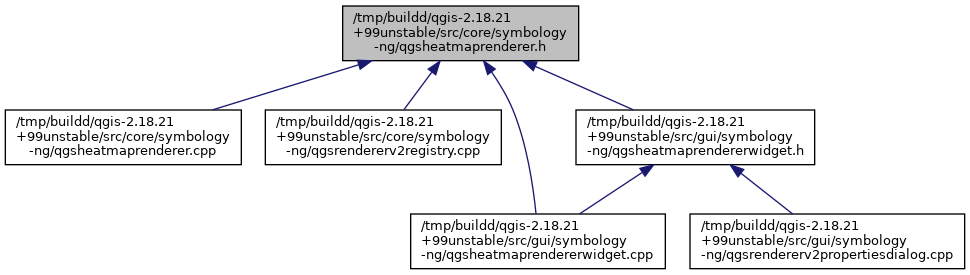 /tmp/buildd/qgis-2.18.21
+99unstable/src/core/symbology
-ng/qgsheatmaprenderer.h
/tmp/buildd/qgis-2.18.21
+99unstable/src/core/symbology
-ng/qgsheatmaprenderer.cpp
/tmp/buildd/qgis-2.18.21
+99unstable/src/core/symbology
-ng/qgsrendererv2registry.cpp
/tmp/buildd/qgis-2.18.21
+99unstable/src/gui/symbology
-ng/qgsheatmaprendererwidget.h
/tmp/buildd/qgis-2.18.21
+99unstable/src/gui/symbology
-ng/qgsheatmaprendererwidget.cpp
/tmp/buildd/qgis-2.18.21
+99unstable/src/gui/symbology
-ng/qgsrendererv2propertiesdialog.cpp